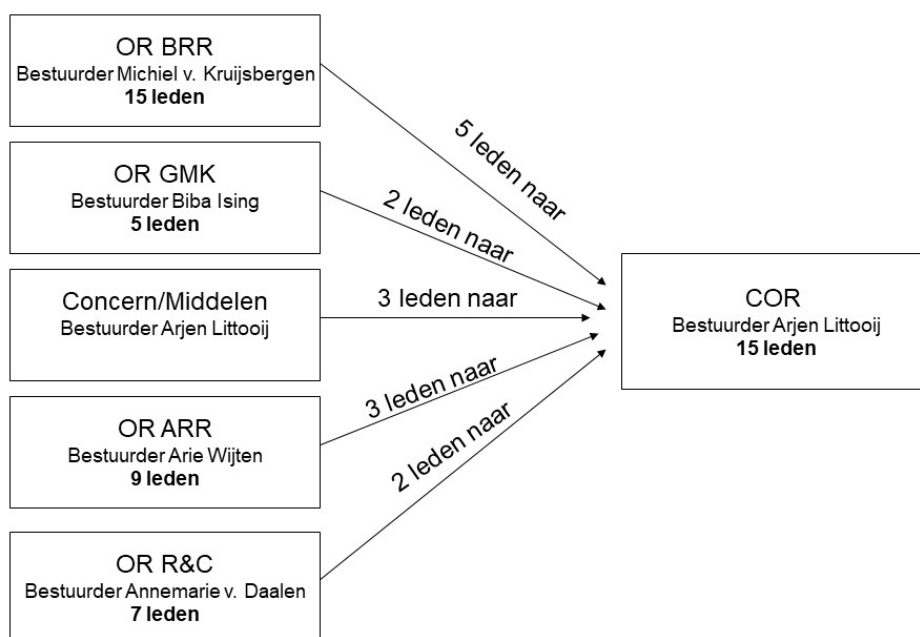 OR BRR
Bestuurder Michiel v. Kruijsbergen
15 leden
OR GMK
Bestuurder Biba Ising
5 leden
Concern/Middelen
Bestuurder Arjen Littooij
OR ARR
Bestuurder Arie Wijten
9 leden
OR R&C
Bestuurder Annemarie v. Daalen
7 leden
5 leden naar
2 leden naar
3 leden naar
3 leden naar
2 leden naar
COR
Bestuurder Arjen Littooij
15 leden